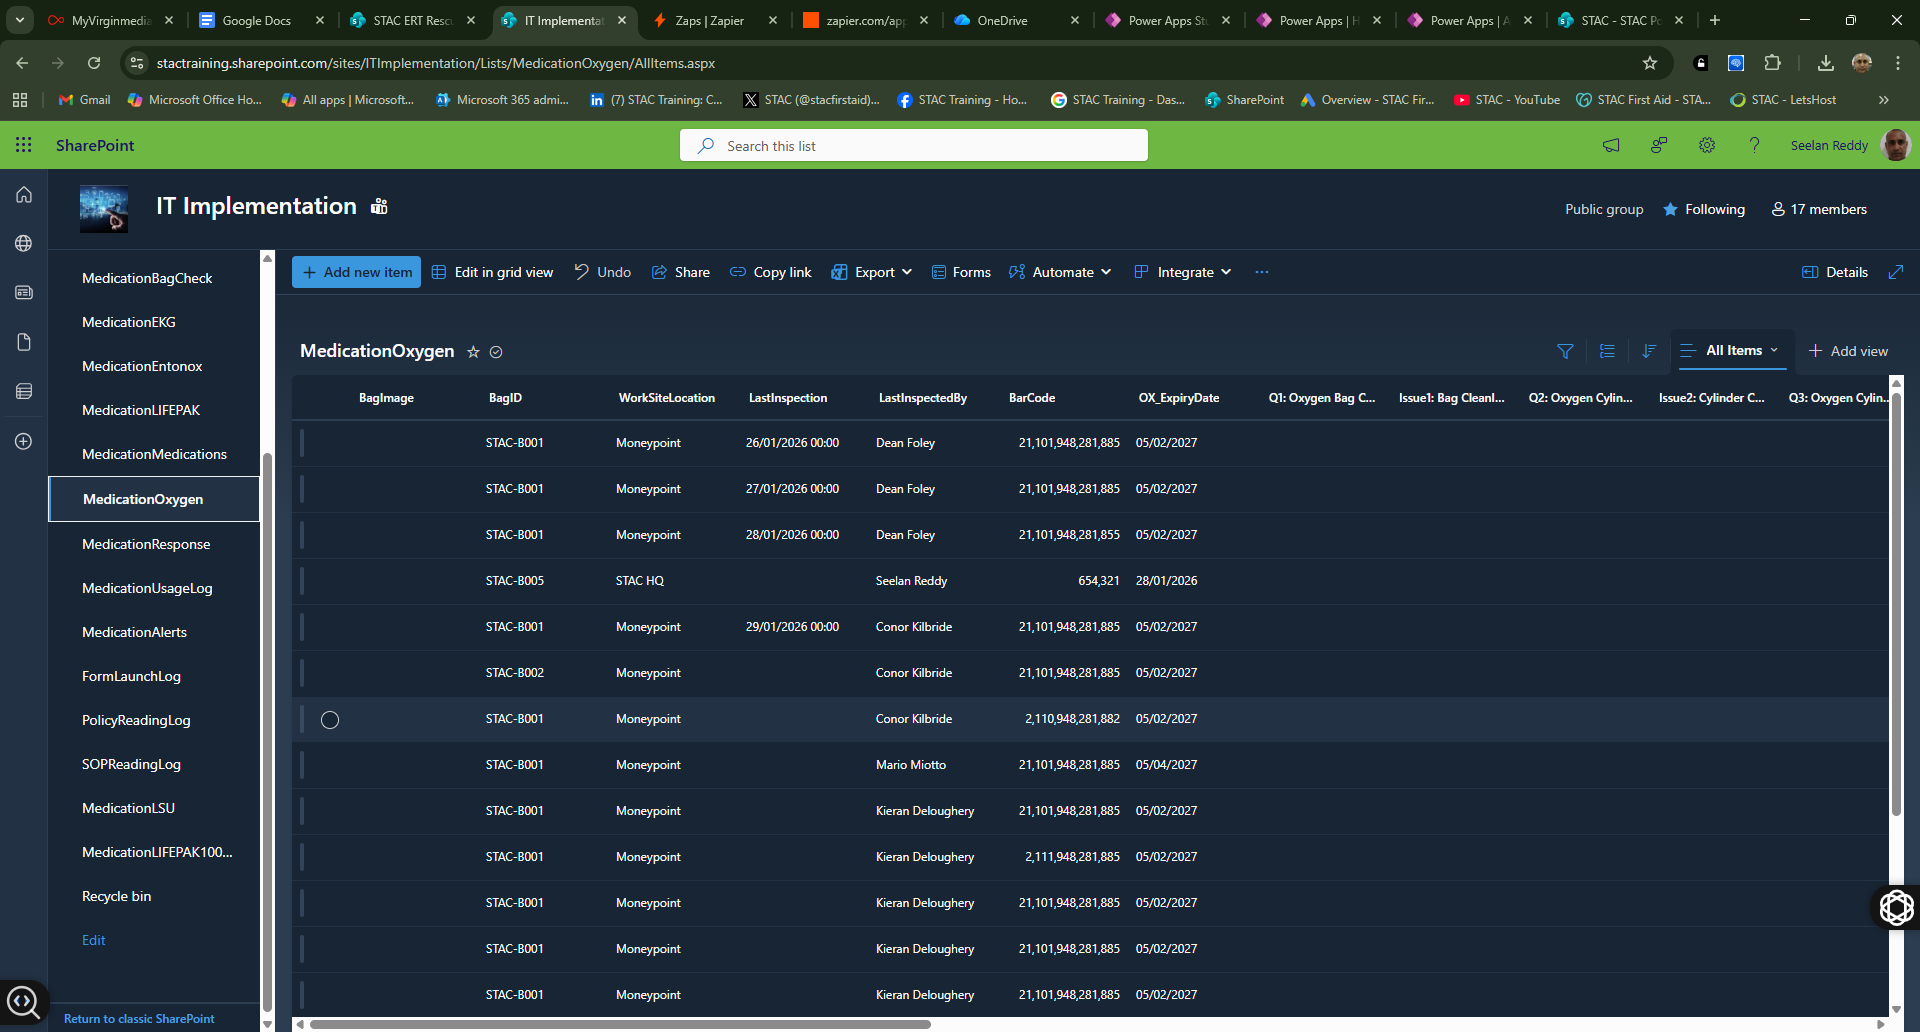 MyVirginmedia
Google Docs
STAC ERT Rescu
IT Implementat
Zaps | Zapier
zapier.com/app
OneDrive
Power Apps Stu
Power Apps | H
Power Apps | A
STAC - STAC Po
stactraining.sharepoint.com/sites/ITImplementation/Lists/MedicationOxygen/AllItems.aspx
Gmail
Microsoft Office Ho...
All apps | Microsoft...
Microsoft 365 admi...
(7) STAC Training: C...
STAC (@stacfirstaid)...
STAC Training - Ho...
STAC Training - Das...
SharePoint
Overview - STAC Fir...
STAC - YouTube
STAC First Aid - STA...
STAC - LetsHost
SharePoint
Search this list
Seelan Reddy
IT Implementation
Public group
Following
17 members
MedicationBagCheck
MedicationEKG
MedicationEntonox
MedicationLIFEPAK
MedicationMedications
MedicationOxygen
MedicationResponse
MedicationUsageLog
MedicationAlerts
FormLaunchLog
PolicyReadingLog
SOPReadingLog
MedicationLSU
MedicationLIFEPAK100...
Recycle bin
Edit
Return to classic SharePoint
Add new item
Edit in grid view
Undo
Share
Copy link
Export
Forms
Automate
Integrate
Details
MedicationOxygen
All Items
Add view
BagImage BagID WorkSiteLocation LastInspection LastInspectedBy BarCode OX_ExpiryDate Q1: Oxygen Bag C... Issue1: Bag Cleanl... Q2: Oxygen Cylin... Issue2: Cylinder C... Q3: Oxygen Cylin...
STAC-B001 Moneypoint 26/01/2026 00:00 Dean Foley 21,101,948,281,885 05/02/2027
STAC-B001 Moneypoint 27/01/2026 00:00 Dean Foley 21,101,948,281,885 05/02/2027
STAC-B001 Moneypoint 28/01/2026 00:00 Dean Foley 21,101,948,281,855 05/02/2027
STAC-B005 STAC HQ Seelan Reddy 654,321 28/01/2026
STAC-B001 Moneypoint 29/01/2026 00:00 Conor Kilbride 21,101,948,281,885 05/02/2027
STAC-B002 Moneypoint Conor Kilbride 21,101,948,281,885 05/02/2027
STAC-B001 Moneypoint Conor Kilbride 2,110,948,281,882 05/02/2027
STAC-B001 Moneypoint Mario Miotto 21,101,948,281,885 05/04/2027
STAC-B001 Moneypoint Kieran Deloughery 21,101,948,281,885 05/02/2027
STAC-B001 Moneypoint Kieran Deloughery 2,111,948,281,885 05/02/2027
STAC-B001 Moneypoint Kieran Deloughery 21,101,948,281,885 05/02/2027
STAC-B001 Moneypoint Kieran Deloughery 21,101,948,281,885 05/02/2027
STAC-B001 Moneypoint Kieran Deloughery 21,101,948,281,885 05/02/2027